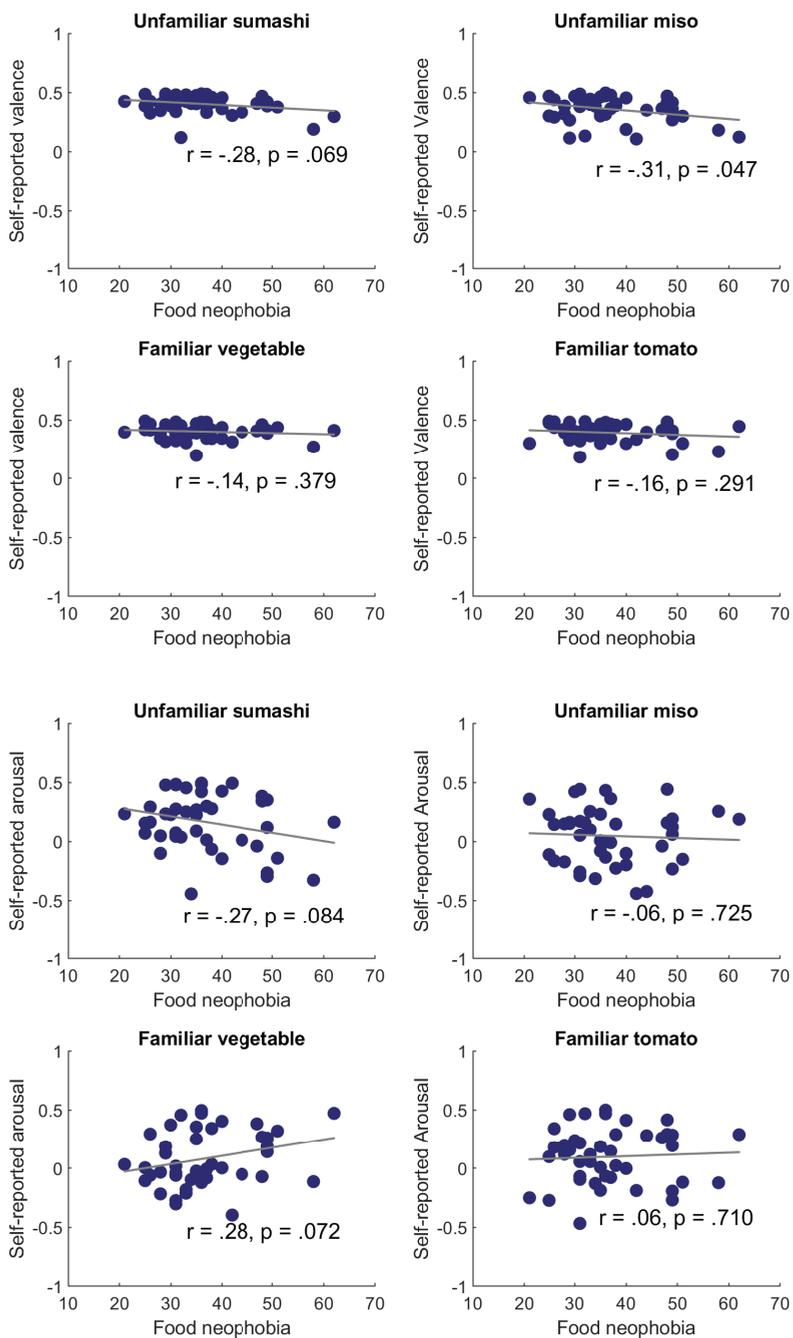 Unfamiliar sumashi
1
0.5
0
-0.5
-1
Self-reported valence
r = -.28, p = .069
10 20 30 40 50 60 70
Food neophobia
Unfamiliar miso
1
0.5
0
-0.5
-1
Self-reported Valence
r = -.31, p = .047
10 20 30 40 50 60 70
Food neophobia
Familiar vegetable
1
0.5
0
-0.5
-1
Self-reported valence
r = -.14, p = .379
10 20 30 40 50 60 70
Food neophobia
Familiar tomato
1
0.5
0
-0.5
-1
Self-reported Valence
r = -.16, p = .291
10 20 30 40 50 60 70
Food neophobia
Unfamiliar sumashi
1
0.5
0
-0.5
-1
Self-reported arousal
r = -.27, p = .084
10 20 30 40 50 60 70
Food neophobia
Unfamiliar miso
1
0.5
0
-0.5
-1
Self-reported Arousal
r = -.06, p = .725
10 20 30 40 50 60 70
Food neophobia
Familiar vegetable
1
0.5
0
-0.5
-1
Self-reported arousal
r = .28, p = .072
10 20 30 40 50 60 70
Food neophobia
Familiar tomato
1
0.5
0
-0.5
-1
Self-reported Arousal
r = .06, p = .710
10 20 30 40 50 60 70
Food neophobia